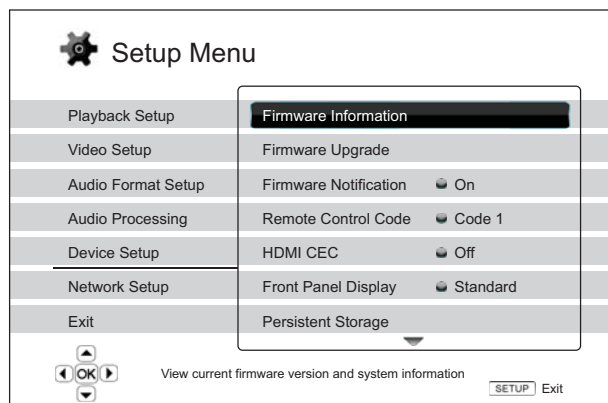 Setup Menu
Playback Setup
Video Setup
Audio Format Setup
Audio Processing
Device Setup
Network Setup
Exit
Firmware Information
Firmware Upgrade
Firmware Notification On
Remote Control Code Code 1
HDMI CEC Off
Front Panel Display Standard
Persistent Storage
OK
View current firmware version and system information
SETUP Exit